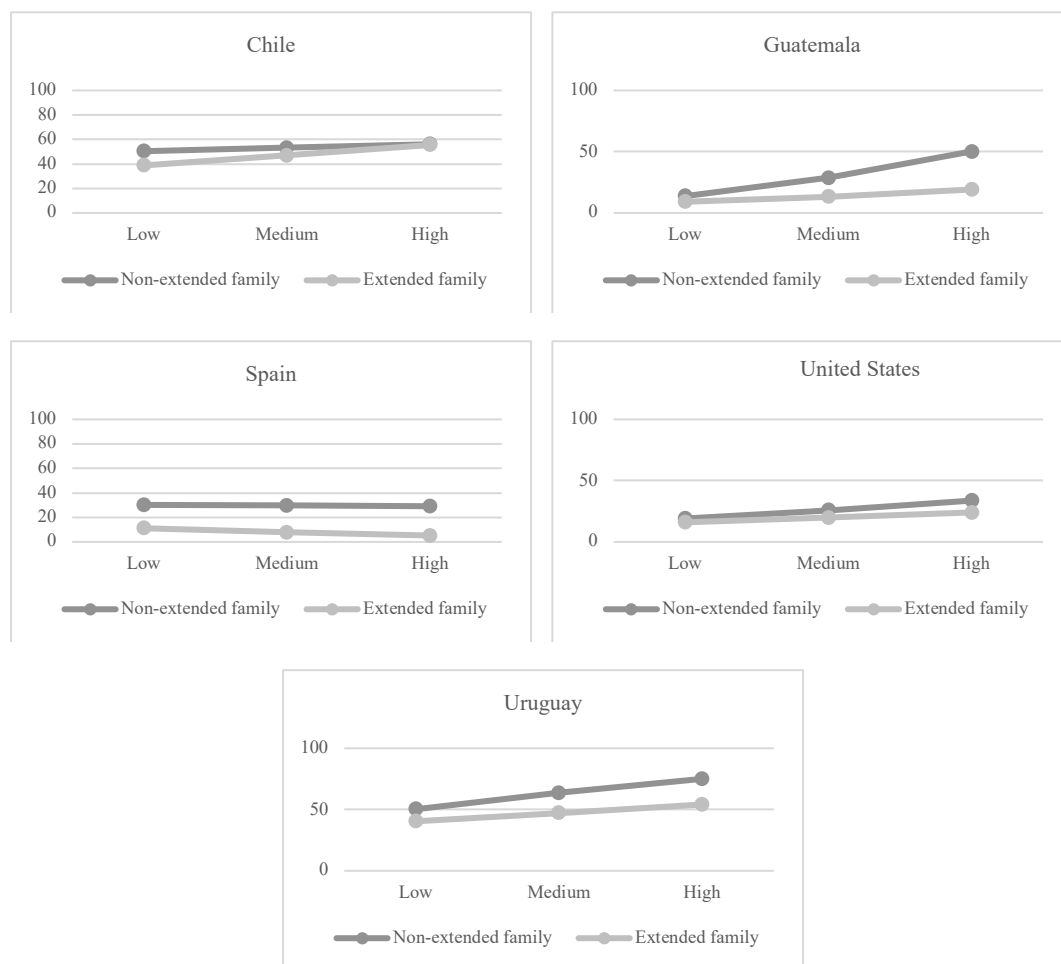 Chile
100
80
60
40
20
0
Low Medium High
Non-extended family Extended family
Guatemala
100
50
0
Low Medium High
Non-extended family Extended family
Spain
100
80
60
40
20
0
Low Medium High
Non-extended family Extended family
United States
100
50
0
Low Medium High
Non-extended family Extended family
Uruguay
100
50
0
Low Medium High
Non-extended family Extended family